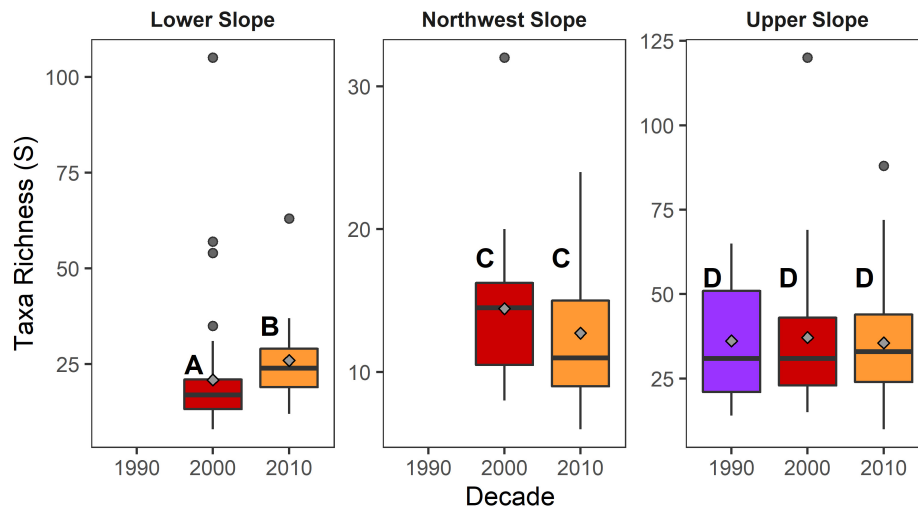 Lower Slope
Northwest Slope
Upper Slope
Taxa Richness (S)
100
75
50
25
A
B
1990
2000
2010
30
20
10
C
C
1990
2000
2010
125
100
75
50
25
D
D
D
1990
2000
2010
Decade